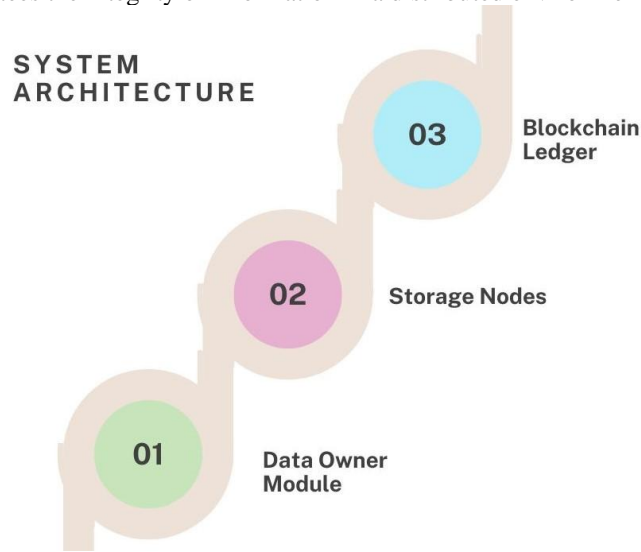 SYSTEM
ARCHITECTURE
03
Blockchain
Ledger
02
Storage Nodes
01
Data Owner
Module